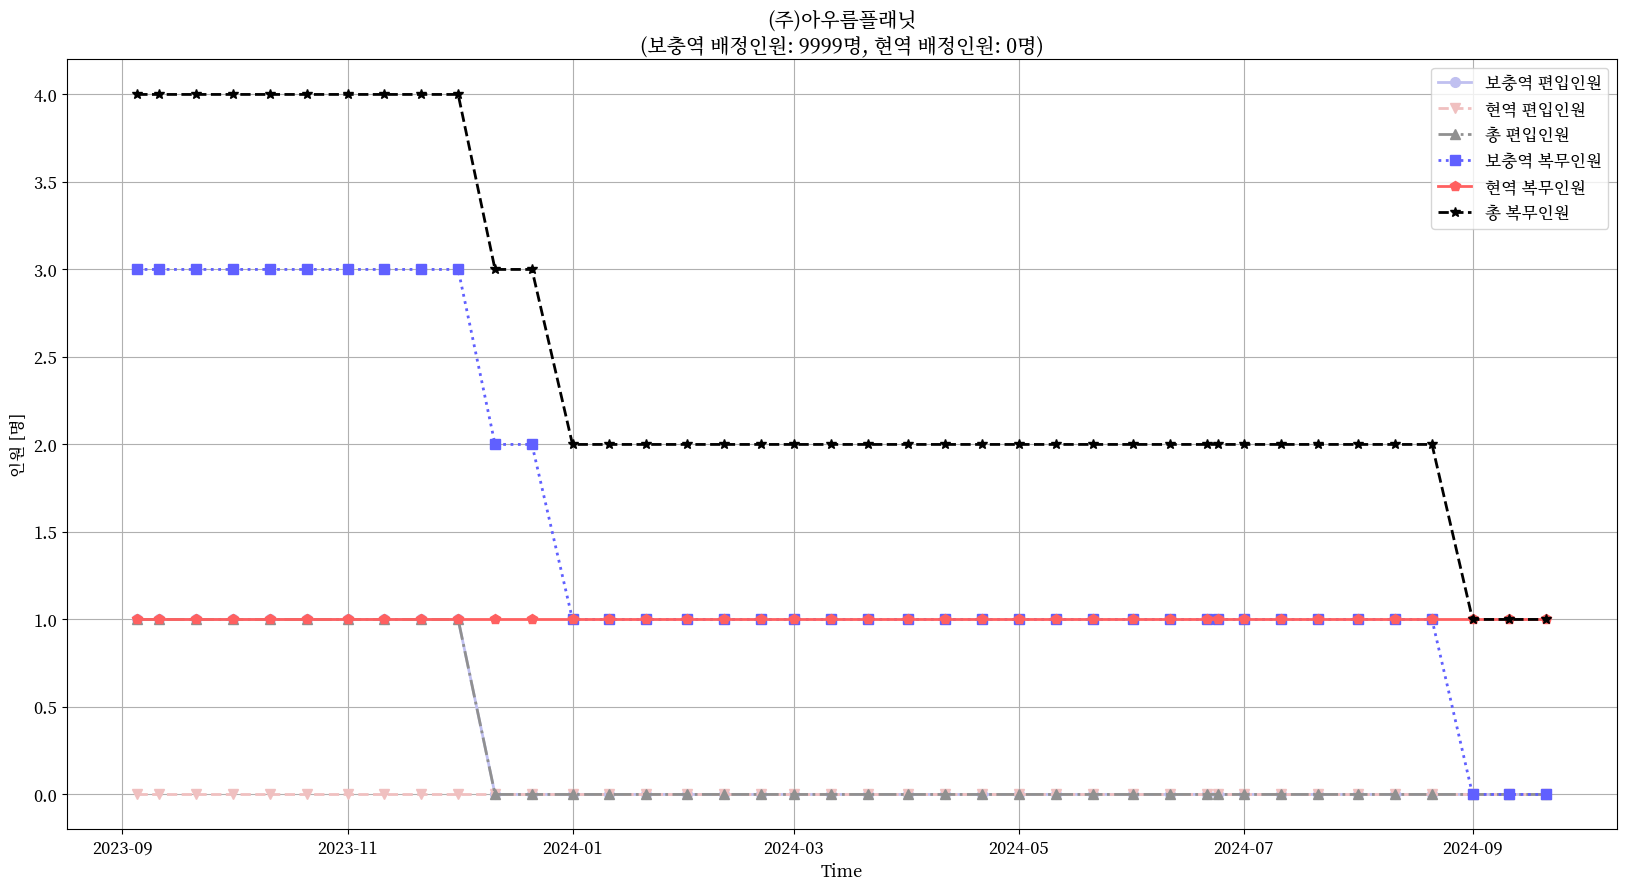 (주)아우름플래닛
(보충역 배정인원: 9999명, 현역 배정인원: 0명)
보충역 편입인원
현역 편입인원
총 편입인원
보충역 복무인원
현역 복무인원
총 복무인원
인원 [명]
4.0
3.5
3.0
2.5
2.0
1.5
1.0
0.5
0.0
2023-09 2023-11 2024-01 2024-03 2024-05 2024-07 2024-09
Time